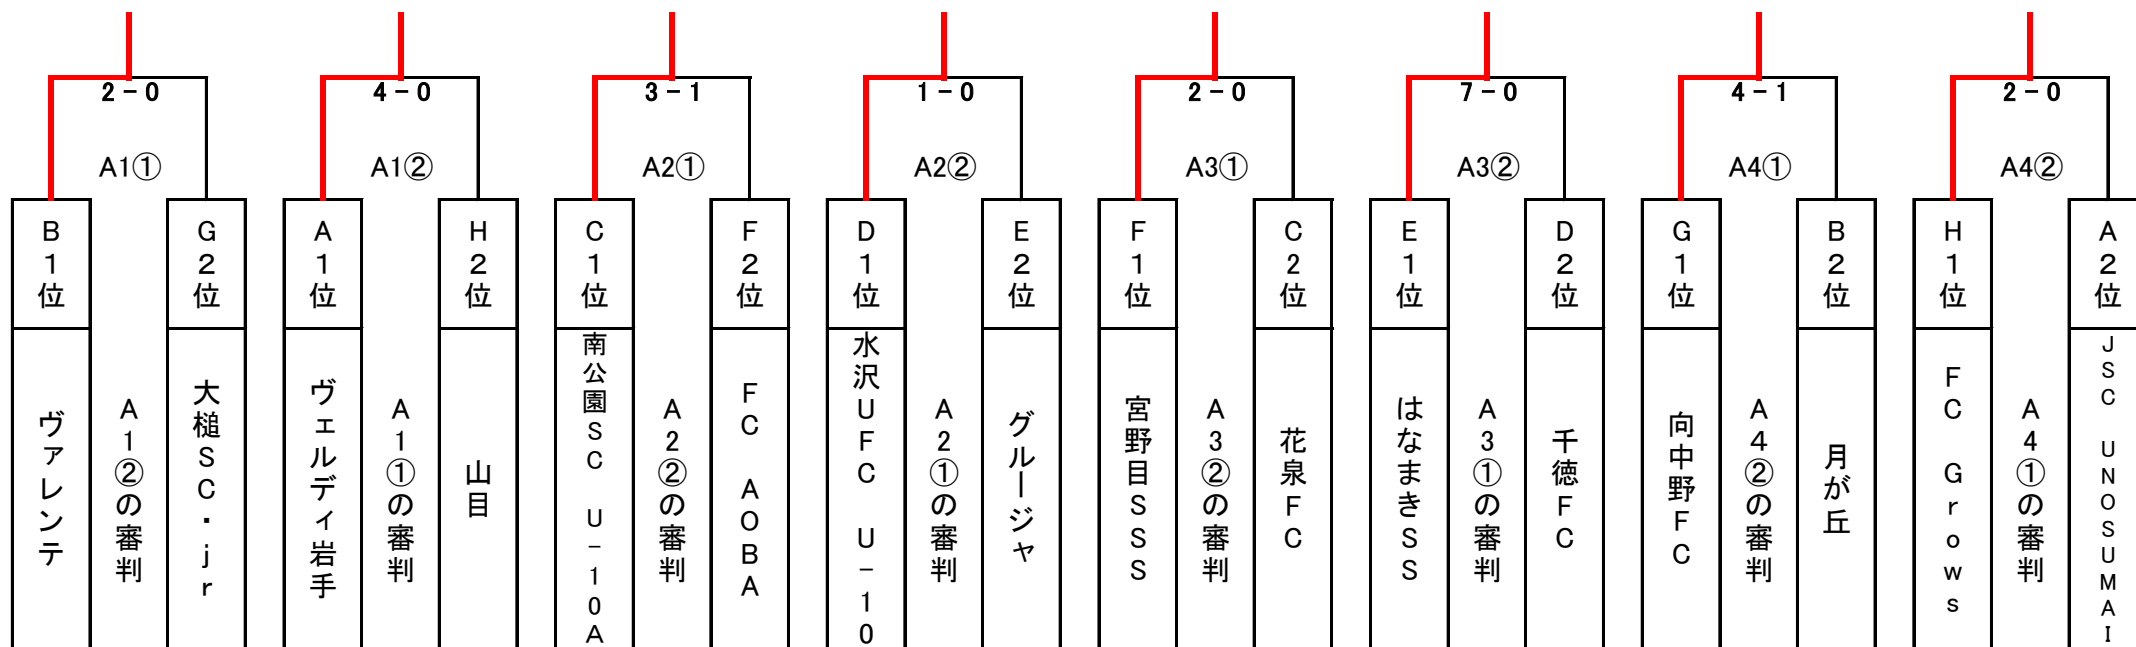 2-0
4-0
3-1
1-0
2-0
7-0
4-1
2-0
A1①
A1②
A2①
A2②
A3①
A3②
A4①
A4②
B1位
G2位
A1位
H2位
C1位
F2位
D1位
E2位
F1位
C2位
E1位
D2位
G1位
B2位
H1位
A2位
ヴァレンテ
A1②の審判
大槌SC・jr
ヴェルディ岩手
A1①の審判
山目
南公園SC U-10A
A2②の審判
FC AOBA
水沢UFC U-10
A2①の審判
グルージャ
宮野目SSS
A3②の審判
花泉FC
はなまきSS
A3①の審判
千徳FC
向中野FC
A4②の審判
月が丘
FC Grows
A4①の審判
JSC UNOSUMAI